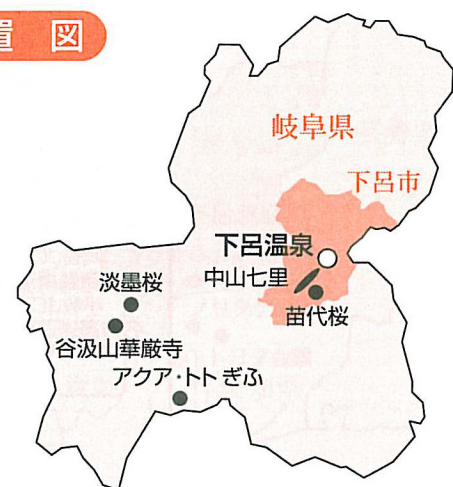 置 図
岐阜県
下呂市
下呂温泉
中山七里
苗代桜
淡墨桜
谷汲山華厳寺
アクア・トト ぎふ